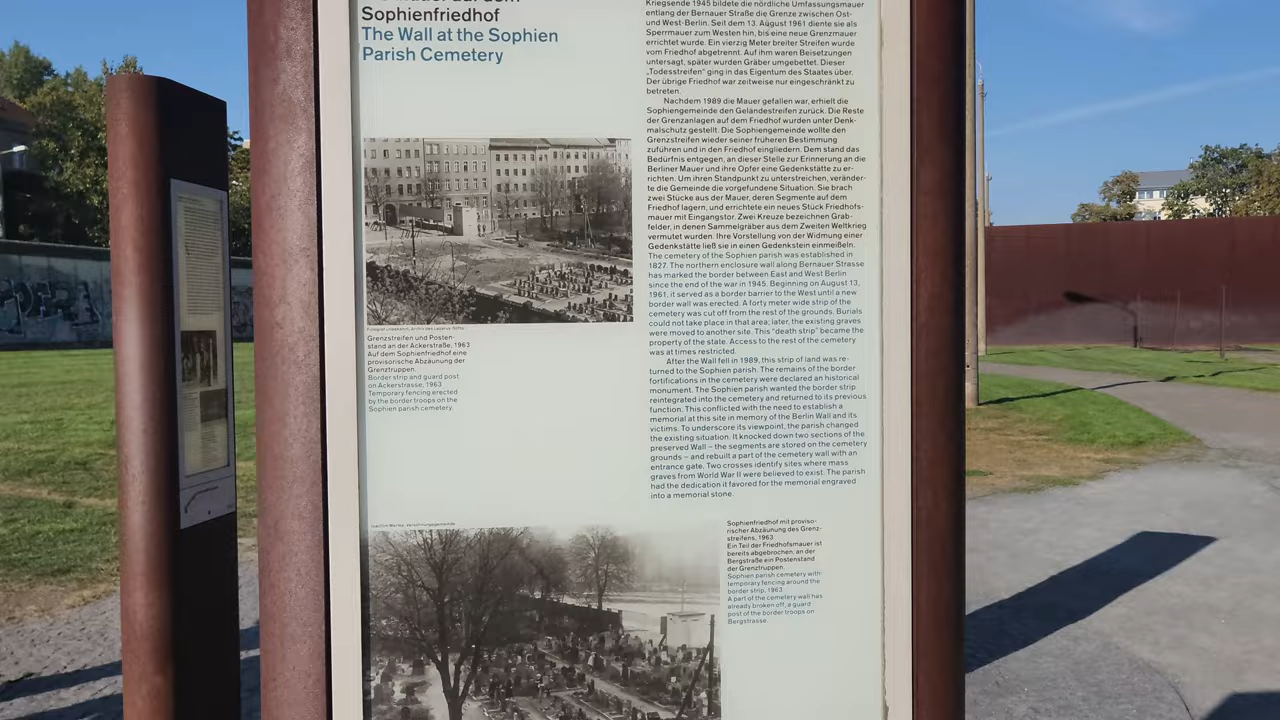 Sophienfriedhof
The Wall at the Sophien
Parish Cemetery
Kriegsende 1945 bildete die nördliche Umfassungsmauer
entlang der Bernauer Straße die Grenze zwischen Ost-
und West-Berlin. Seit dem 13. August 1961 diente sie als
Sperrmauer zum Westen hin, bis eine neue Grenzmauer
errichtet wurde. Ein vierzig Meter breiter Streifen wurde
vom Friedhof abgetrennt. Auf ihm waren Beisetzungen
untersagt, später wurden Gräber umgebettet. Dieser
„Todesstreifen" ging in das Eigentum des Staates über.
Der übrige Friedhof war zeitweise nur eingeschränkt zu
betreten.
Nachdem 1989 die Mauer gefallen war, erhielt die
Sophiengemeinde den Geländestreifen zurück. Die Reste
der Grenzanlagen auf dem Friedhof wurden unter Denk-
malschutz gestellt. Die Sophiengemeinde wollte den
Grenzstreifen wieder seiner früheren Bestimmung
zuführen und in den Friedhof eingliedern. Dem stand das
Bedürfnis entgegen, an dieser Stelle zur Erinnerung an die
Berliner Mauer und ihre Opfer eine Gedenkstätte zu er-
richten. Um ihren Standpunkt zu unterstreichen, veränder-
te die Gemeinde die vorgefundene Situation. Sie brach
zwei Stücke aus der Mauer, deren Segmente auf dem
Friedhof lagern, und errichtete ein neues Stück Friedhofs-
mauer mit Eingangstor. Zwei Kreuze bezeichnen Grab-
felder, in denen Sammelgräber aus dem Zweiten Weltkrieg
vermutet wurden. Ihre Vorstellung von der Widmung einer
Gedenkstätte ließ sie in einen Gedenkstein einmeißeln.
The cemetery of the Sophien parish was established in
1827. The northern enclosure wall along Bernauer Strasse
has marked the border between East and West Berlin
since the end of the war in 1945. Beginning on August 13,
1961, it served as a border barrier to the West until a new
border wall was erected. A forty meter wide strip of the
cemetery was cut off from the rest of the grounds. Burials
could not take place in that area; later, the existing graves
were moved to another site. This "death strip" became the
property of the state. Access to the rest of the cemetery
was at times restricted.
After the Wall fell in 1989, this strip of land was re-
turned to the Sophien parish. The remains of the border
fortifications in the cemetery were declared an historical
monument. The Sophien parish wanted the border strip
reintegrated into the cemetery and returned to its previous
function. This conflicted with the need to establish a
memorial at this site in memory of the Berlin Wall and its
victims. To underscore its viewpoint, the parish changed
the existing situation. It knocked down two sections of the
preserved Wall – the segments are stored on the cemetery
grounds – and rebuilt a part of the cemetery wall with an
entrance gate. Two crosses identify sites where mass
graves from World War II were believed to exist. The parish
had the dedication it favored for the memorial engraved
into a memorial stone.
Grenzstreifen und Posten-
stand an der Ackerstraße, 1963
Auf dem Sophienfriedhof eine
provisorische Abzäunung der
Grenztruppen.
Border strip and guard post
on Ackerstrasse, 1963
Temporary fencing erected
by the border troops on the
Sophien parish cemetery.
Sophienfriedhof mit proviso-
rischer Abzäunung des Grenz-
streifens, 1963
Ein Teil der Friedhofsmauer ist
bereits abgebrochen, an der
Bergstraße ein Postenstand
der Grenztruppen.
Sophien parish cemetery with
temporary fencing around the
border strip, 1963
A part of the cemetery wall has
already broken off, a guard
post of the border troops on
Bergstrasse.